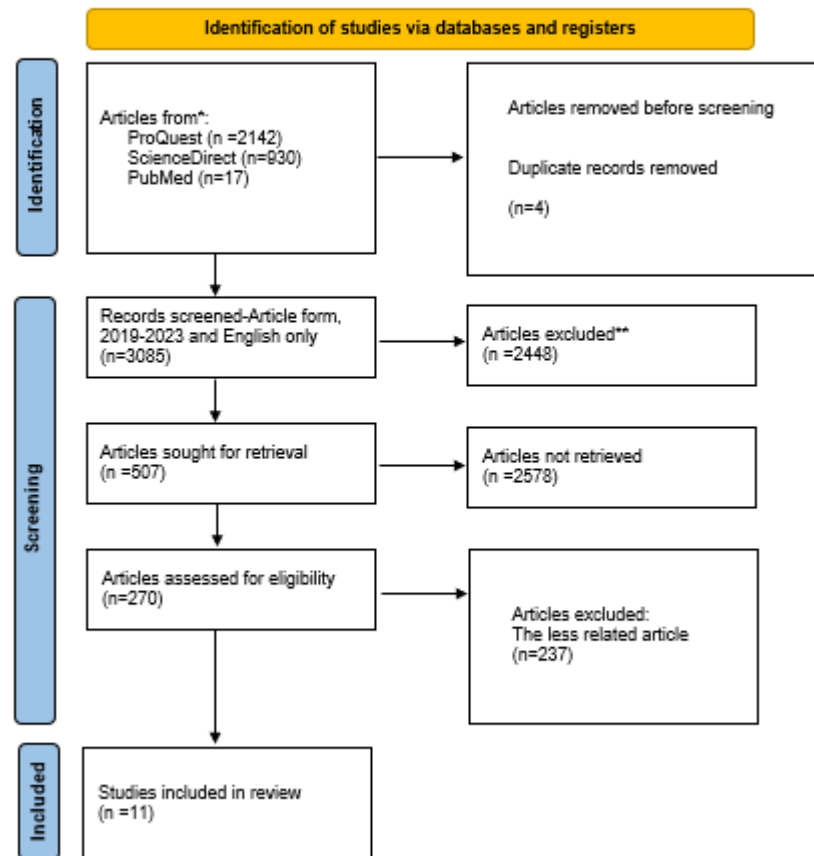 Identification of studies via databases and registers
Identification
Articles from*:
ProQuest (n =2142)
ScienceDirect (n=930)
PubMed (n=17)
Articles removed before screening
Duplicate records removed
(n=4)
Screening
Records screened-Article form,
2019-2023 and English only
(n=3085)
Articles excluded**
(n =2448)
Articles sought for retrieval
(n =507)
Articles not retrieved
(n =2578)
Articles assessed for eligibility
(n=270)
Articles excluded:
The less related article
(n=237)
Included
Studies included in review
(n =11)